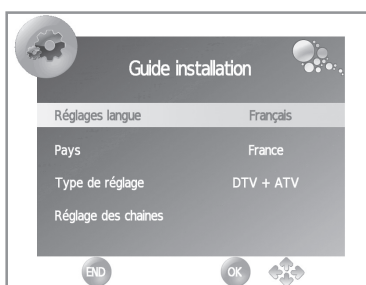 Guide installation
Réglages langue Français
Pays France
Type de réglage DTV + ATV
Réglage des chaines
END OK